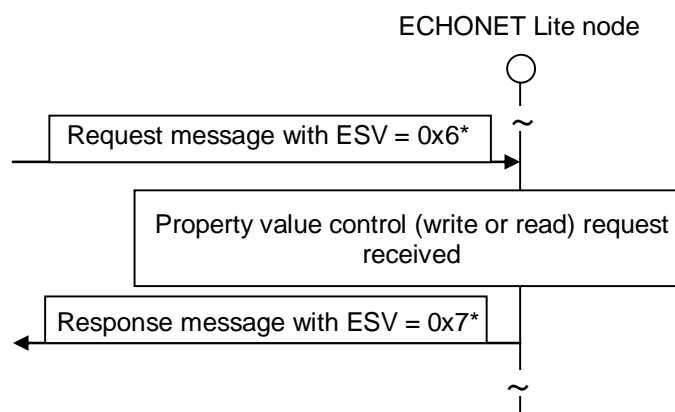 ECHONET Lite node
~
Request message with ESV = 0x6*
Property value control (write or read) request
received
Response message with ESV = 0x7*
~